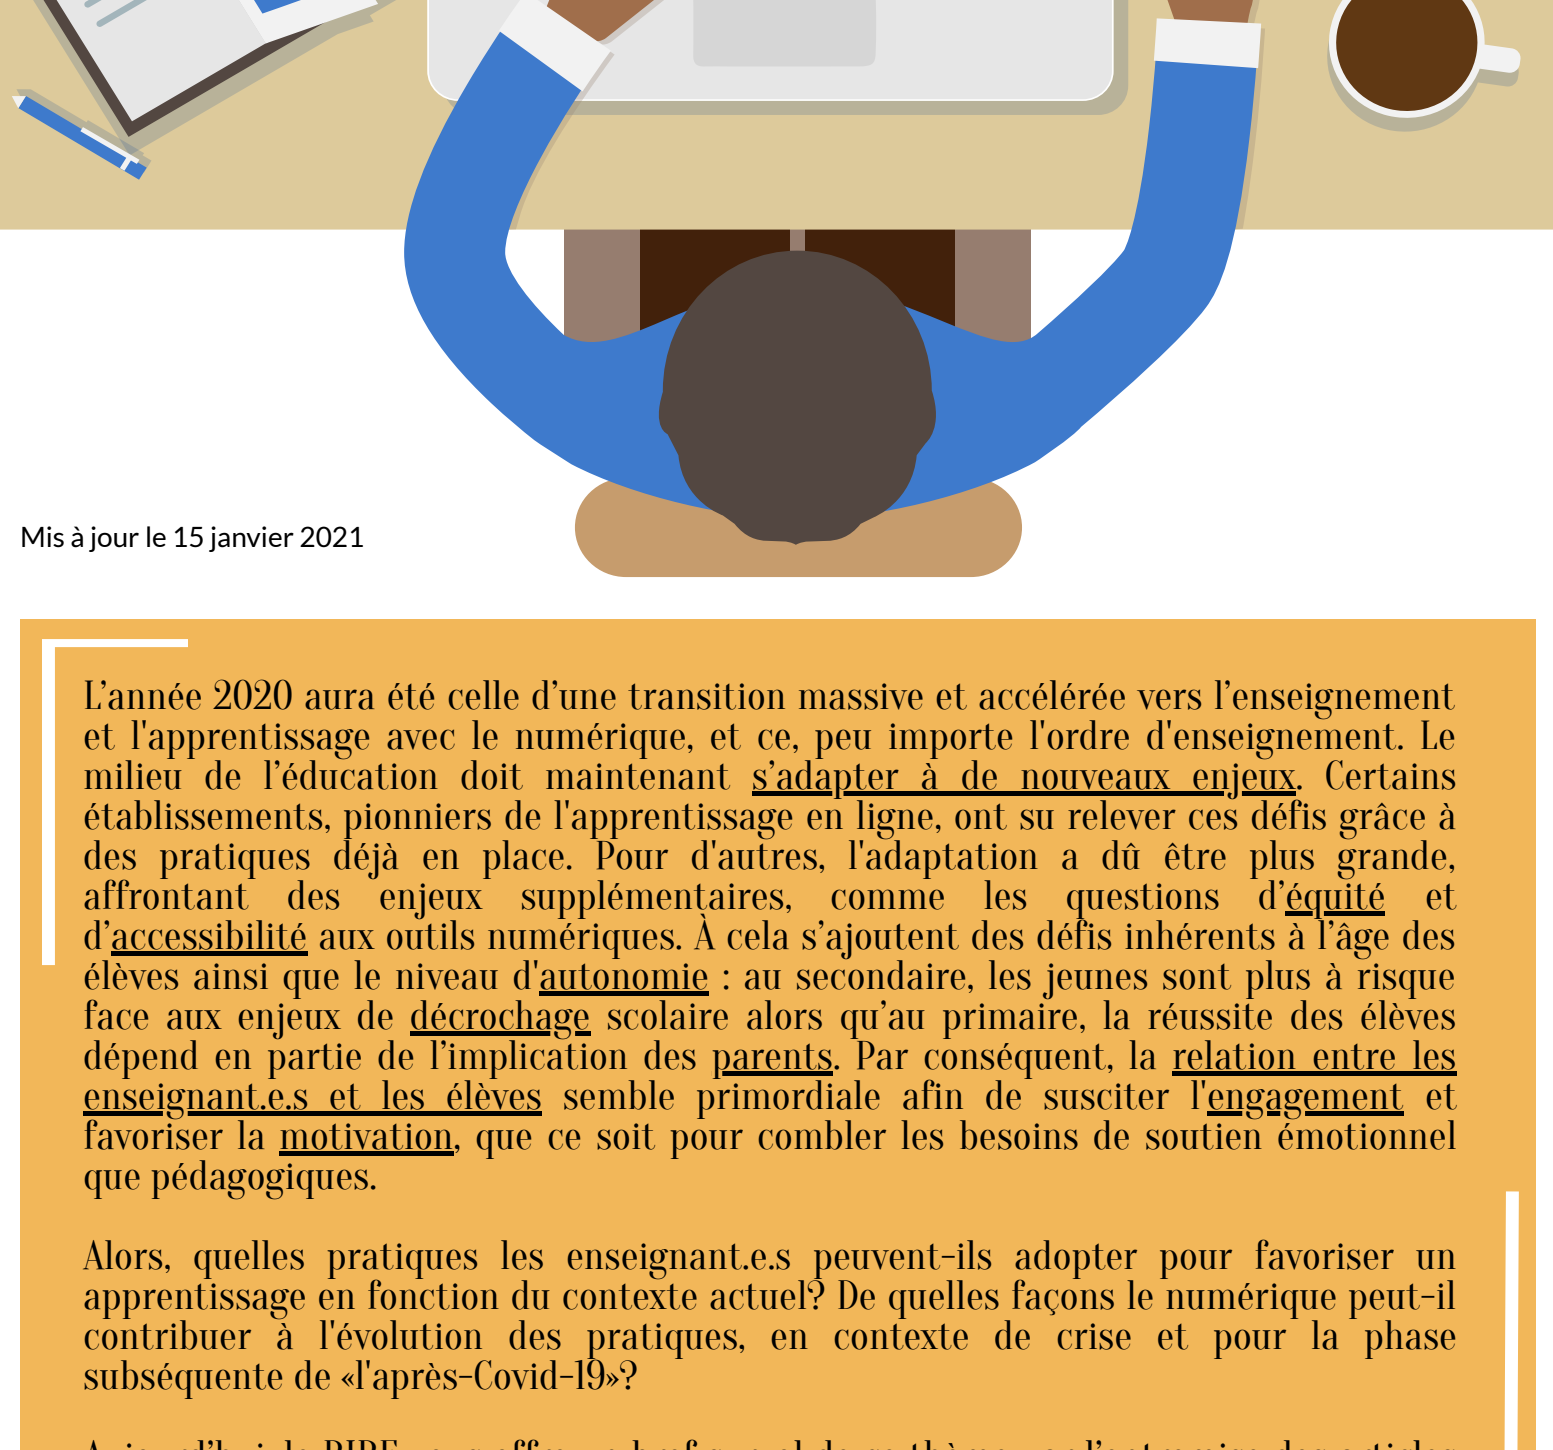 Mis à jour le 15 janvier 2021
L’année 2020 aura été celle d’une transition massive et accélérée vers l’enseignement
et l'apprentissage avec le numérique, et ce, peu importe l'ordre d'enseignement. Le
milieu de l’éducation doit maintenant s’adapter à de nouveaux enjeux. Certains
établissements, pionniers de l'apprentissage en ligne, ont su relever ces défis grâce à
des pratiques déjà en place. Pour d'autres, l'adaptation a dû être plus grande,
affrontant des enjeux supplémentaires, comme les questions d’équité et
d’accessibilité aux outils numériques. À cela s’ajoutent des défis inhérents à l’âge des
élèves ainsi que le niveau d'autonomie : au secondaire, les jeunes sont plus à risque
face aux enjeux de décrochage scolaire alors qu’au primaire, la réussite des élèves
dépend en partie de l’implication des parents. Par conséquent, la relation entre les
enseignant.e.s et les élèves semble primordiale afin de susciter l'engagement et
favoriser la motivation, que ce soit pour combler les besoins de soutien émotionnel
que pédagogiques.
Alors, quelles pratiques les enseignant.e.s peuvent-ils adopter pour favoriser un
apprentissage en fonction du contexte actuel? De quelles façons le numérique peut-il
contribuer à l'évolution des pratiques, en contexte de crise et pour la phase
subséquente de «l'après-Covid-19»?